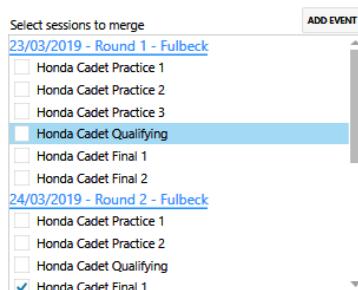 Select sessions to merge
ADD EVENT
23/03/2019 - Round 1 - Fulbeck
Honda Cadet Practice 1
Honda Cadet Practice 2
Honda Cadet Practice 3
Honda Cadet Qualifying
Honda Cadet Final 1
Honda Cadet Final 2
24/03/2019 - Round 2 - Fulbeck
Honda Cadet Practice 1
Honda Cadet Practice 2
Honda Cadet Qualifying
Honda Cadet Final 1